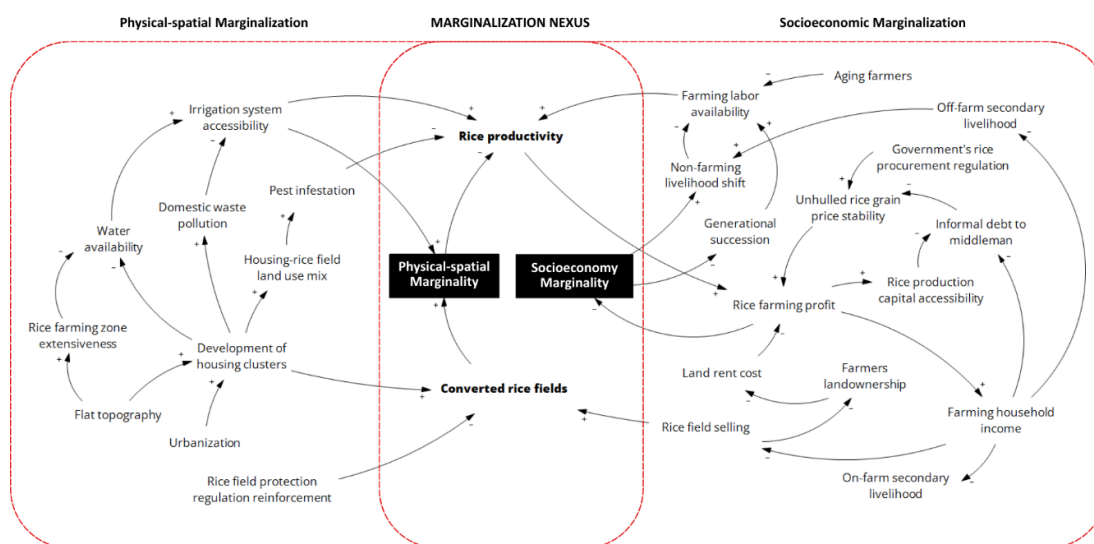 Physical-spatial Marginalization
MARGINALIZATION NEXUS
Socioeconomic Marginalization
Irrigation system
accessibility
Rice productivity
Farming labor
availability
Aging farmers
Off-farm secondary
livelihood
Government's rice
procurement regulation
Non-farming
livelihood shift
Pest infestation
Domestic waste
pollution
Unhulled rice grain
price stability
Water
availability
Generational
succession
Informal debt to
middleman
Housing-rice field
land use mix
Physical-spatial
Marginality
Socioeconomy
Marginality
Rice farming profit
Rice production
capital accessibility
Rice farming zone
extensiveness
Development of
housing clusters
Land rent cost
Farmers
landownership
Converted rice fields
Flat topography
Urbanization
Rice field selling
Farming household
income
Rice field protection
regulation reinforcement
On-farm secondary
livelihood